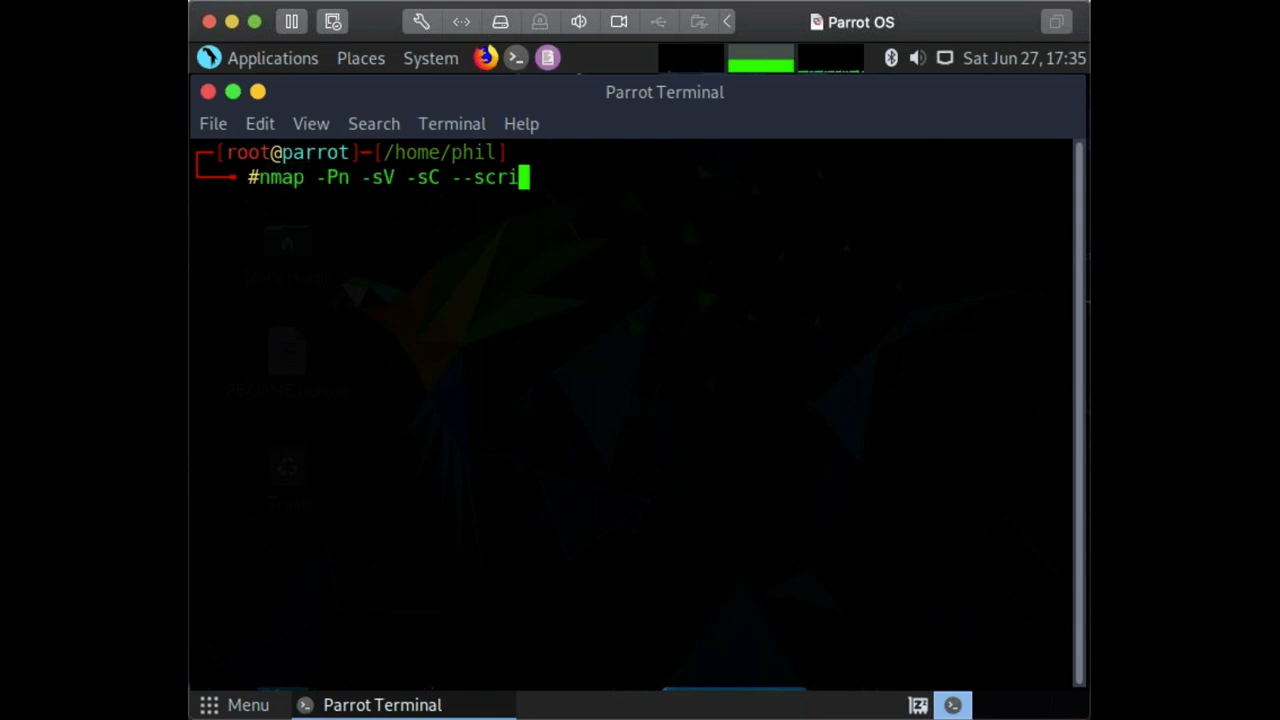 Parrot OS
Applications Places System Sat Jun 27, 17:35
Parrot Terminal
File Edit View Search Terminal Help
[root@parrot]─[/home/phil]
#nmap -Pn -sV -sC --scri
Menu Parrot Terminal